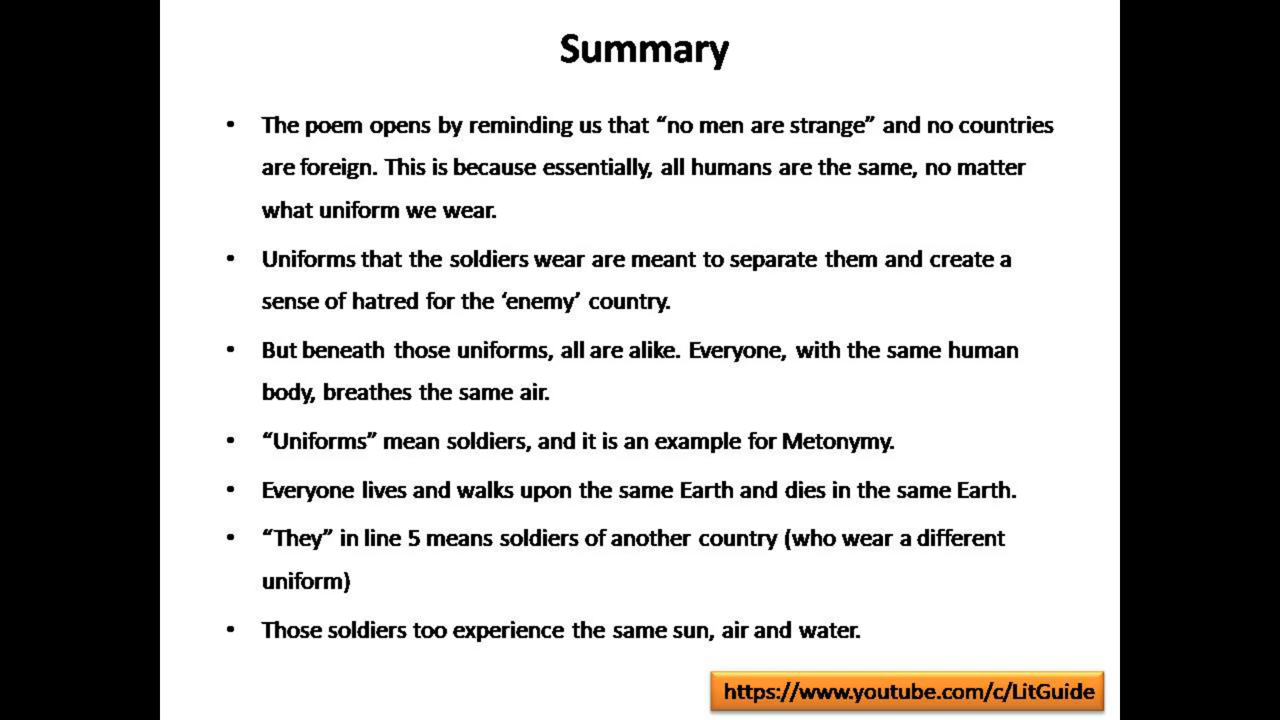 Summary
• The poem opens by reminding us that “no men are strange” and no countries
are foreign. This is because essentially, all humans are the same, no matter
what uniform we wear.
• Uniforms that the soldiers wear are meant to separate them and create a
sense of hatred for the ‘enemy’ country.
• But beneath those uniforms, all are alike. Everyone, with the same human
body, breathes the same air.
• “Uniforms” mean soldiers, and it is an example for Metonymy.
• Everyone lives and walks upon the same Earth and dies in the same Earth.
• “They” in line 5 means soldiers of another country (who wear a different
uniform)
• Those soldiers too experience the same sun, air and water.
https://www.youtube.com/c/LitGuide